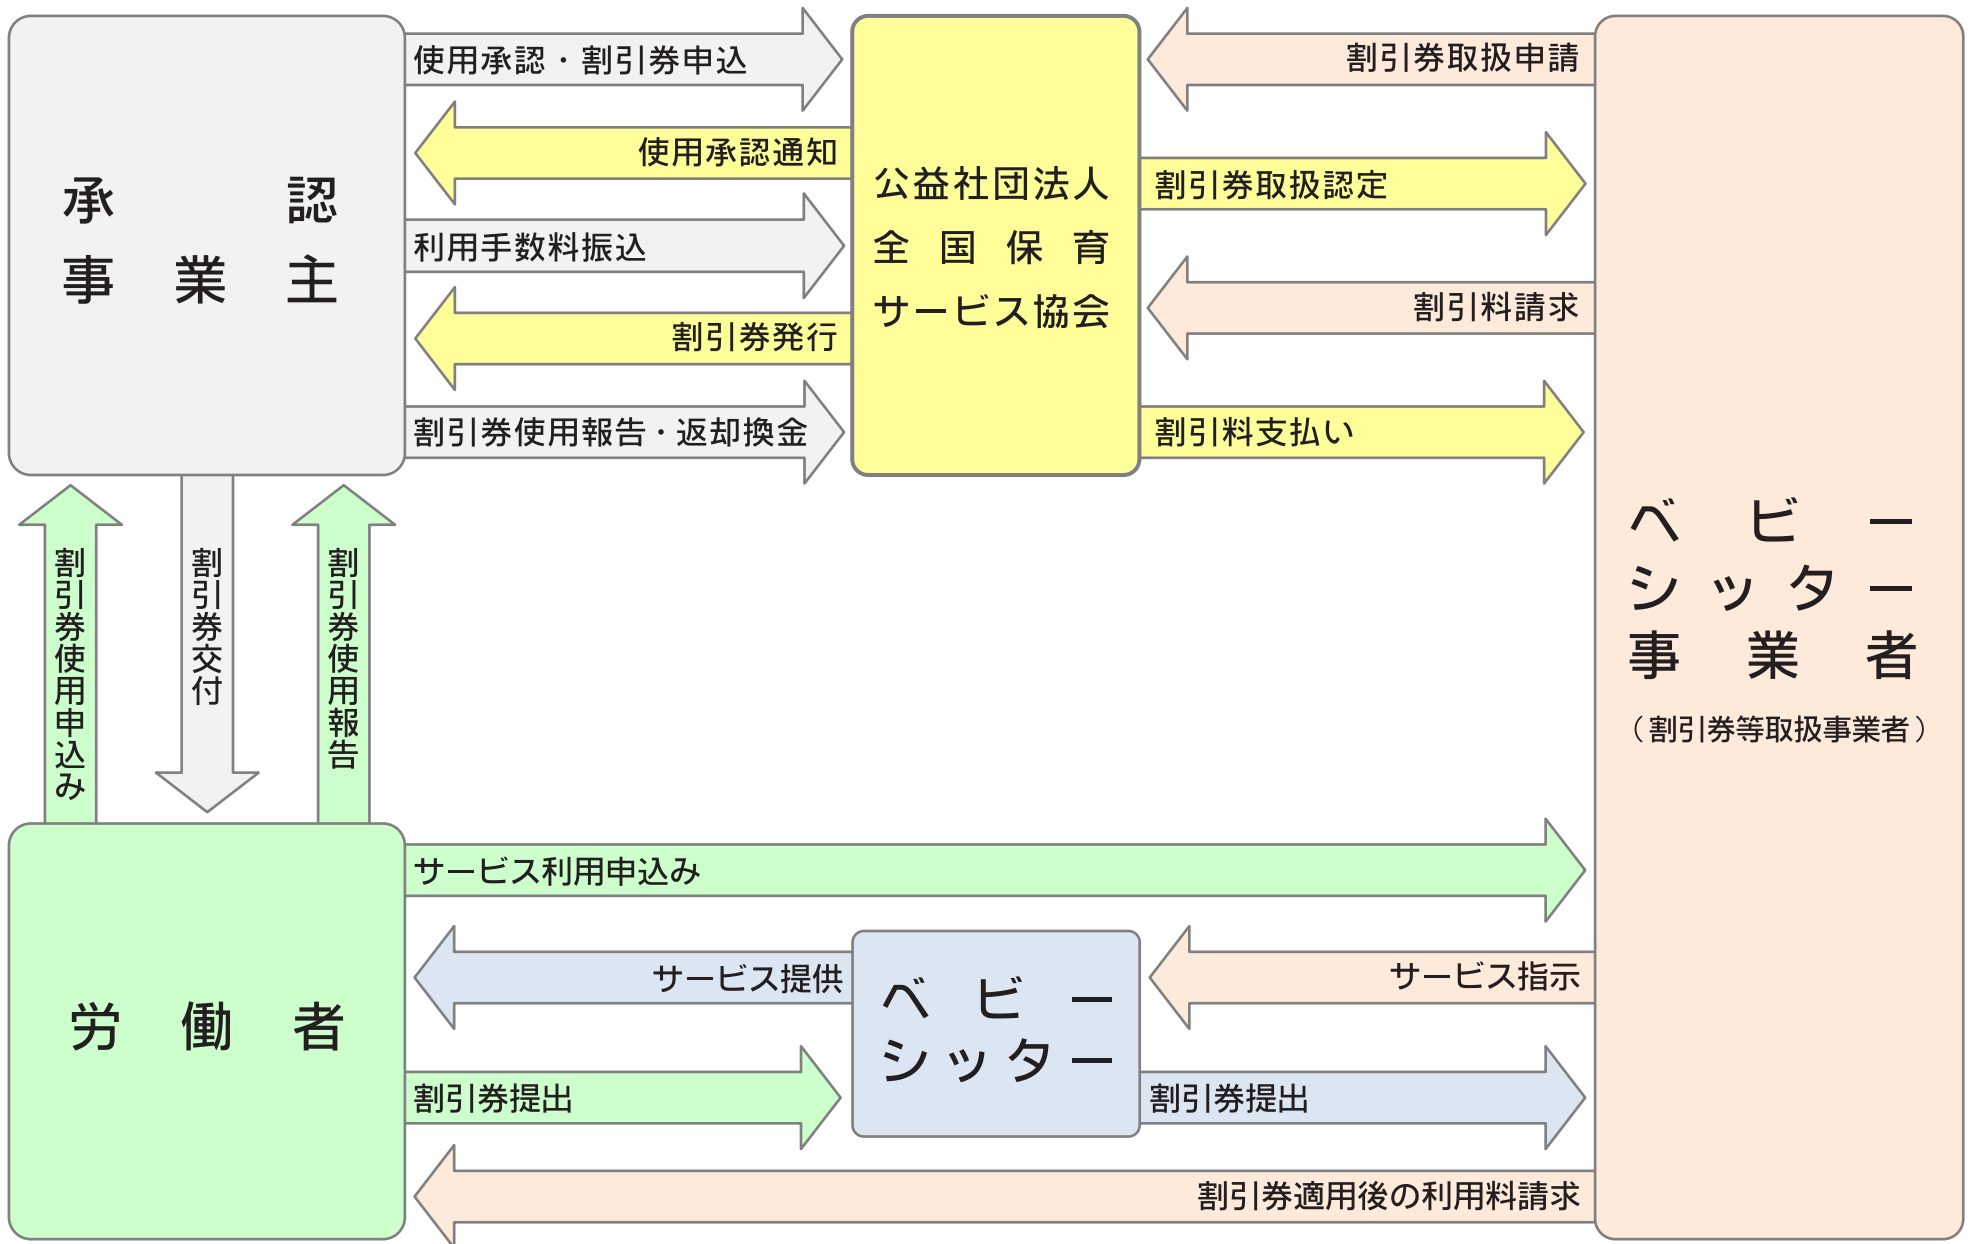 承認
事業主
使用承認・割引券申込
使用承認通知
利用手数料振込
割引券発行
割引券使用報告・返却換金
公益社団法人
全国保育
サービス協会
割引券取扱申請
割引券取扱認定
割引料請求
割引料支払い
ベビー
シッター
事業者
（割引券等取扱事業者）
割引券使用申込み
割引券交付
割引券使用報告
労働者
サービス利用申込み
サービス提供
割引券提出
ベビー
シッター
サービス指示
割引券提出
割引券適用後の利用料請求